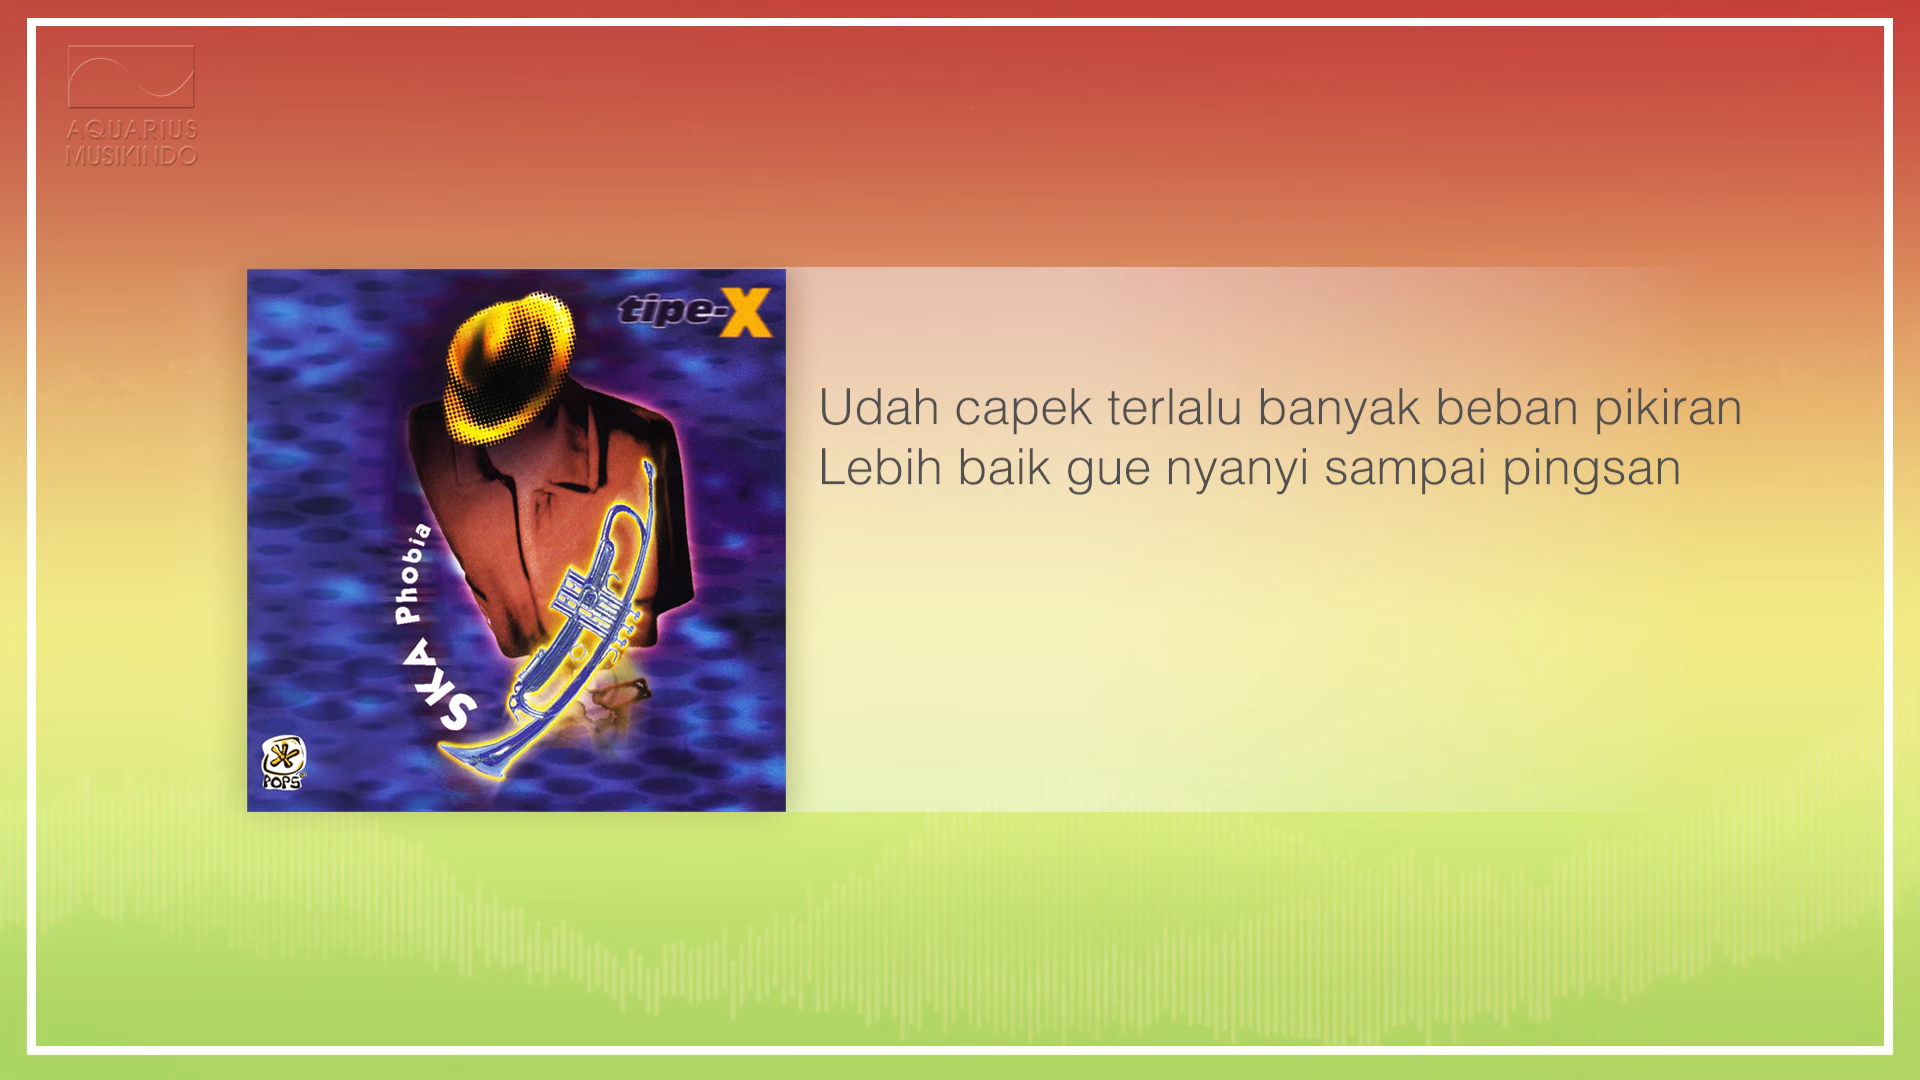 AQUARIUS
MUSIKINDO
tipe-X
Udah capek terlalu banyak beban pikiran
Lebih baik gue nyanyi sampai pingsan
SKA Phobia
POPS